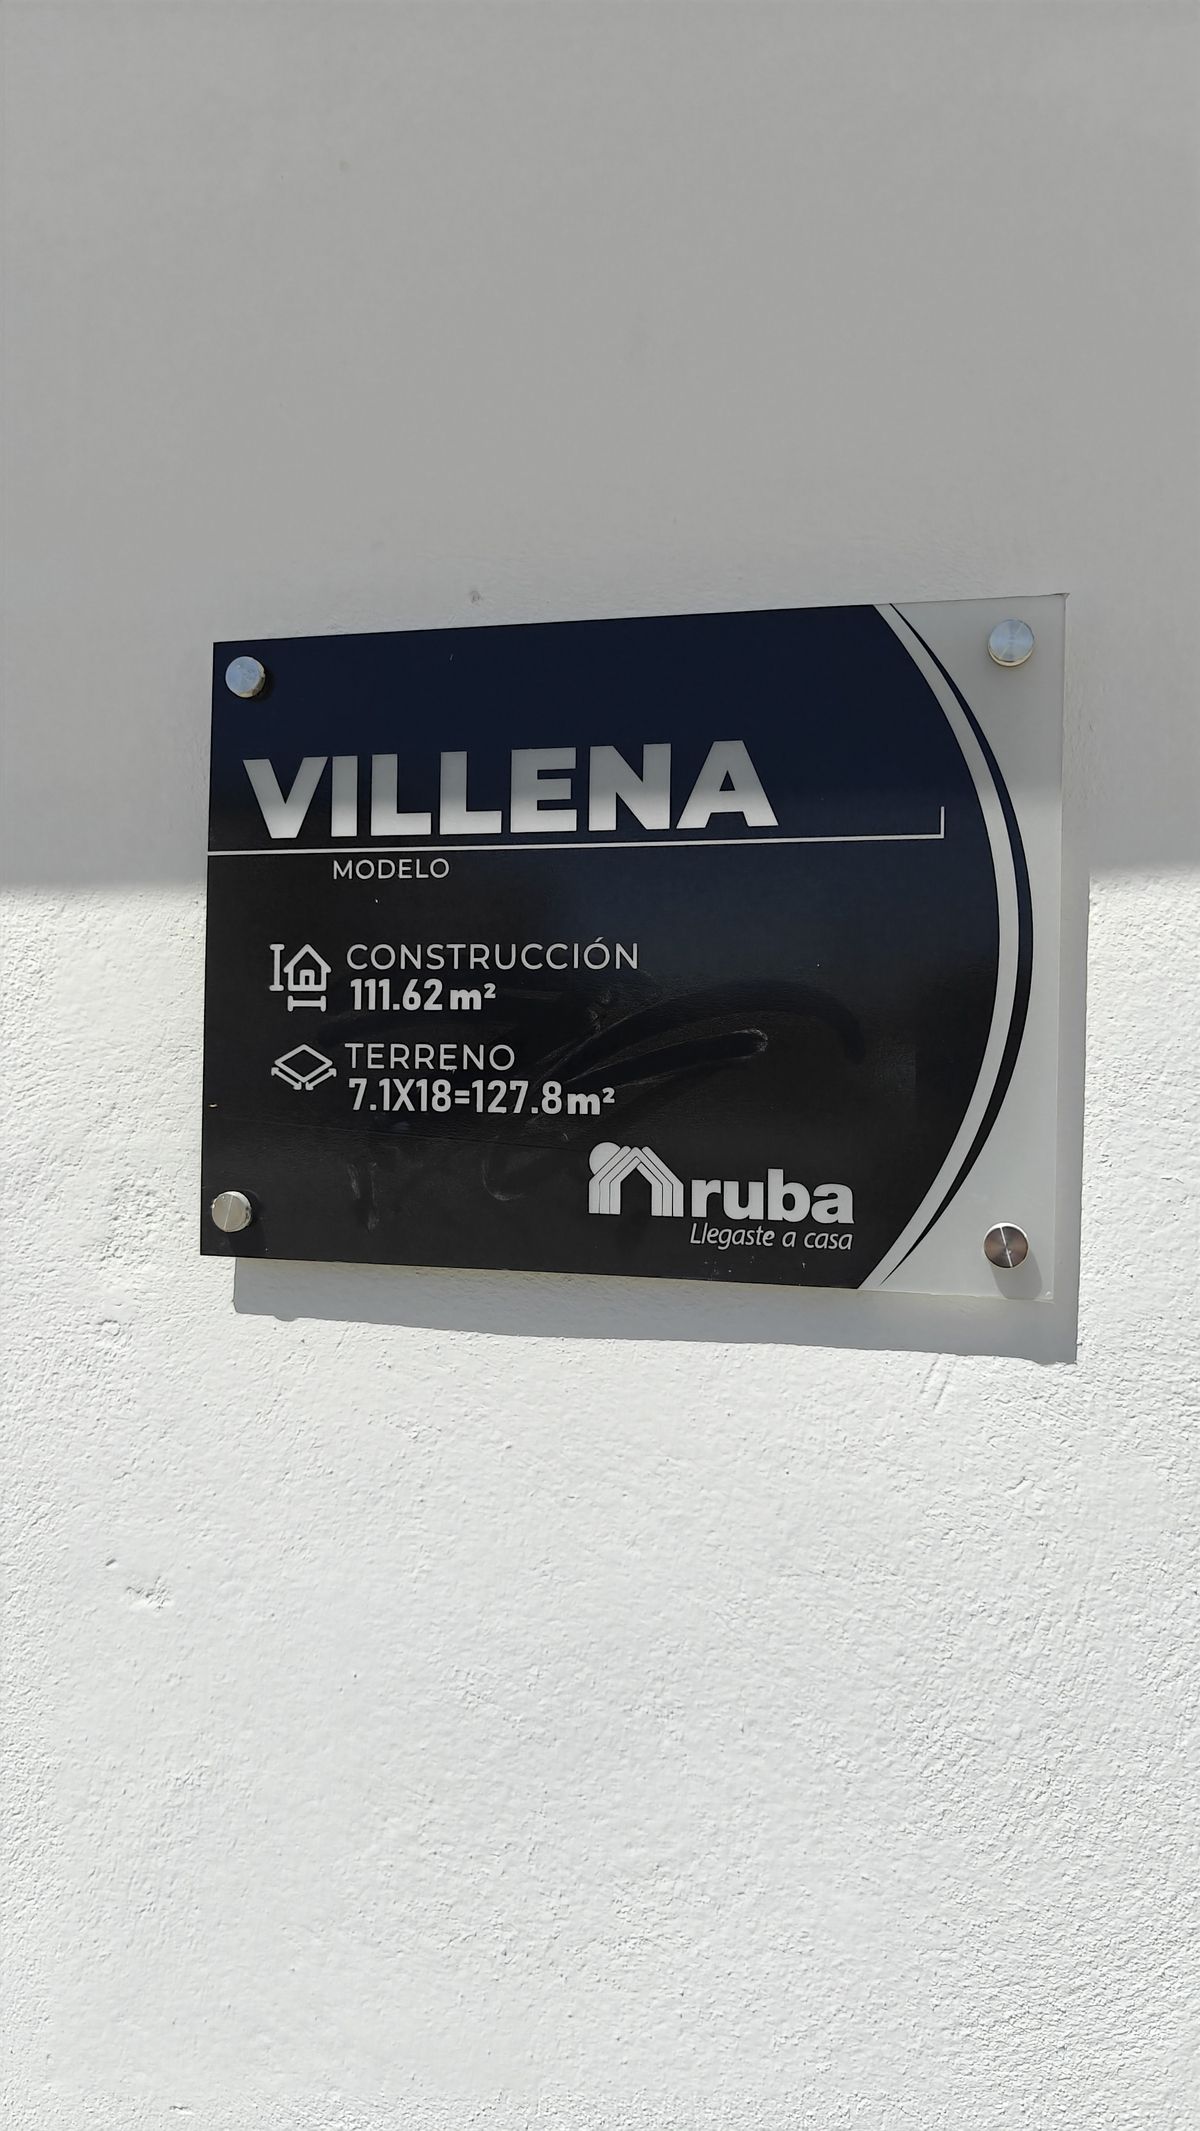 VILLENA
MODELO
CONSTRUCCIÓN
111.62 m²
TERRENO
7.1X18=127.8m²
ruba
Llegaste a casa